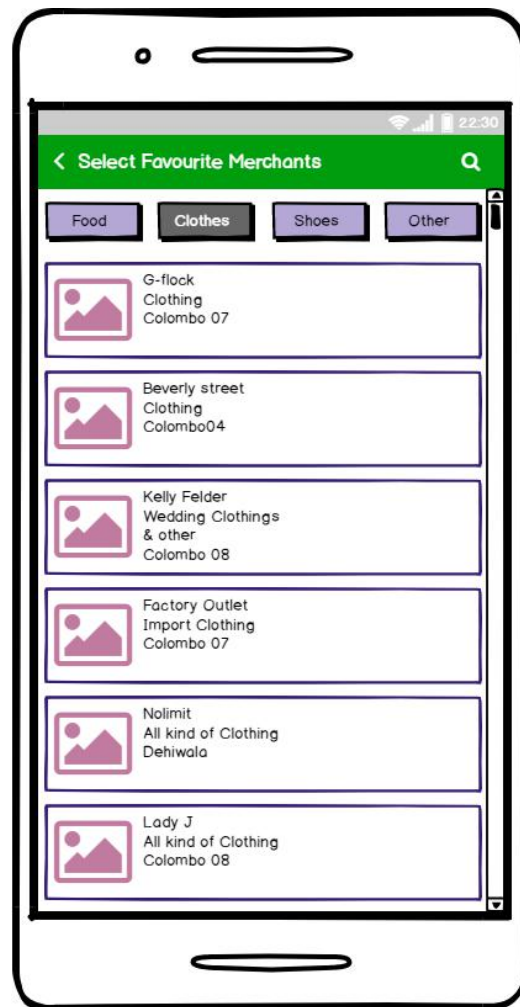 22:30
Select Favourite Merchants
Food Clothes Shoes Other
G-flock
Clothing
Colombo 07
Beverly street
Clothing
Colombo04
Kelly Felder
Wedding Clothings
& other
Colombo 08
Factory Outlet
Import Clothing
Colombo 07
Nolimit
All kind of Clothing
Dehiwala
Lady J
All kind of Clothing
Colombo 08